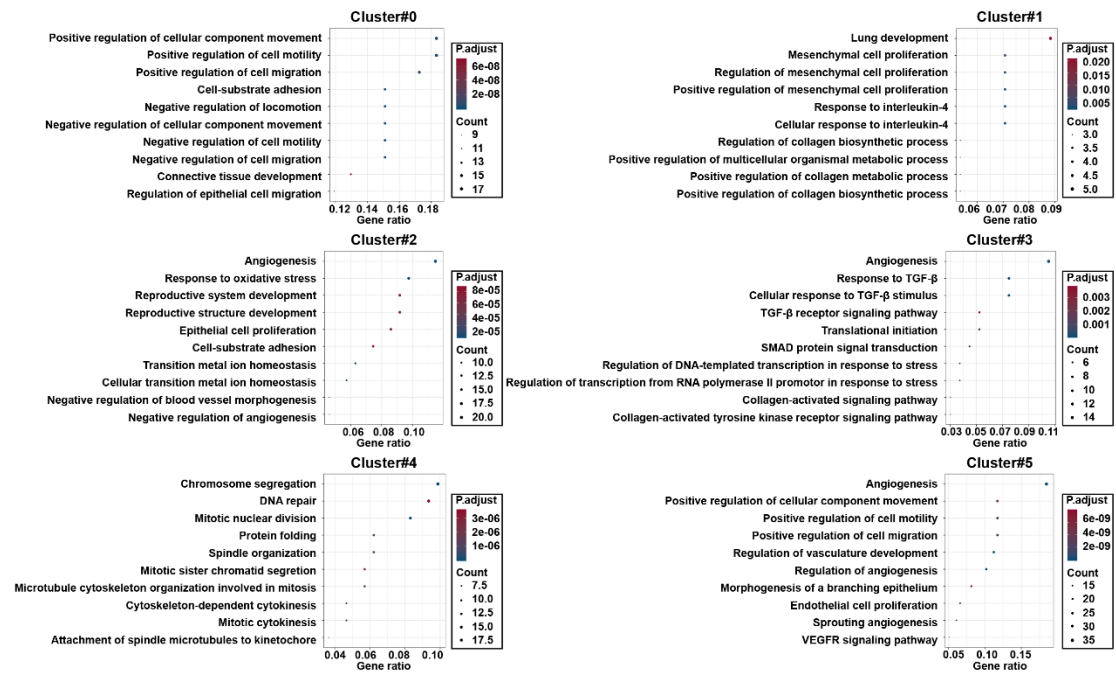 Cluster#0
Positive regulation of cellular component movement
Positive regulation of cell motility
Positive regulation of cell migration
Cell-substrate adhesion
Negative regulation of locomotion
Negative regulation of cellular component movement
Negative regulation of cell motility
Negative regulation of cell migration
Connective tissue development
Regulation of epithelial cell migration
0.12 0.14 0.16 0.18
Gene ratio
P.adjust
6e-08
4e-08
2e-08
Count
9
11
13
15
17
Cluster#1
Lung development
Mesenchymal cell proliferation
Regulation of mesenchymal cell proliferation
Positive regulation of mesenchymal cell proliferation
Response to interleukin-4
Cellular response to interleukin-4
Regulation of collagen biosynthetic process
Positive regulation of multicellular organismal metabolic process
Positive regulation of collagen metabolic process
Positive regulation of collagen biosynthetic process
0.06 0.07 0.08 0.09
Gene ratio
P.adjust
0.020
0.015
0.010
0.005
Count
3.0
3.5
4.0
4.5
5.0
Cluster#2
Angiogenesis
Response to oxidative stress
Reproductive system development
Reproductive structure development
Epithelial cell proliferation
Cell-substrate adhesion
Transition metal ion homeostasis
Cellular transition metal ion homeostasis
Negative regulation of blood vessel morphogenesis
Negative regulation of angiogenesis
0.06 0.08 0.10
Gene ratio
P.adjust
8e-05
6e-05
4e-05
2e-05
Count
10.0
12.5
15.0
17.5
20.0
Cluster#3
Angiogenesis
Response to TGF-β
Cellular response to TGF-β stimulus
TGF-β receptor signaling pathway
Translational initiation
SMAD protein signal transduction
Regulation of DNA-templated transcription in response to stress
Regulation of transcription from RNA polymerase II promotor in response to stress
Collagen-activated signaling pathway
Collagen-activated tyrosine kinase receptor signaling pathway
0.03 0.05 0.07 0.09 0.11
Gene ratio
P.adjust
0.003
0.002
0.001
Count
6
8
10
12
14
Cluster#4
Chromosome segregation
DNA repair
Mitotic nuclear division
Protein folding
Spindle organization
Mitotic sister chromatid segretion
Microtubule cytoskeleton organization involved in mitosis
Cytoskeleton-dependent cytokinesis
Mitotic cytokinesis
Attachment of spindle microtubules to kinetochore
0.04 0.06 0.08 0.10
Gene ratio
P.adjust
3e-06
2e-06
1e-06
Count
7.5
10.0
12.5
15.0
17.5
Cluster#5
Angiogenesis
Positive regulation of cellular component movement
Positive regulation of cell motility
Positive regulation of cell migration
Regulation of vasculature development
Regulation of angiogenesis
Morphogenesis of a branching epithelium
Endothelial cell proliferation
Sprouting angiogenesis
VEGFR signaling pathway
0.05 0.10 0.15
Gene ratio
P.adjust
6e-09
4e-09
2e-09
Count
15
20
25
30
35